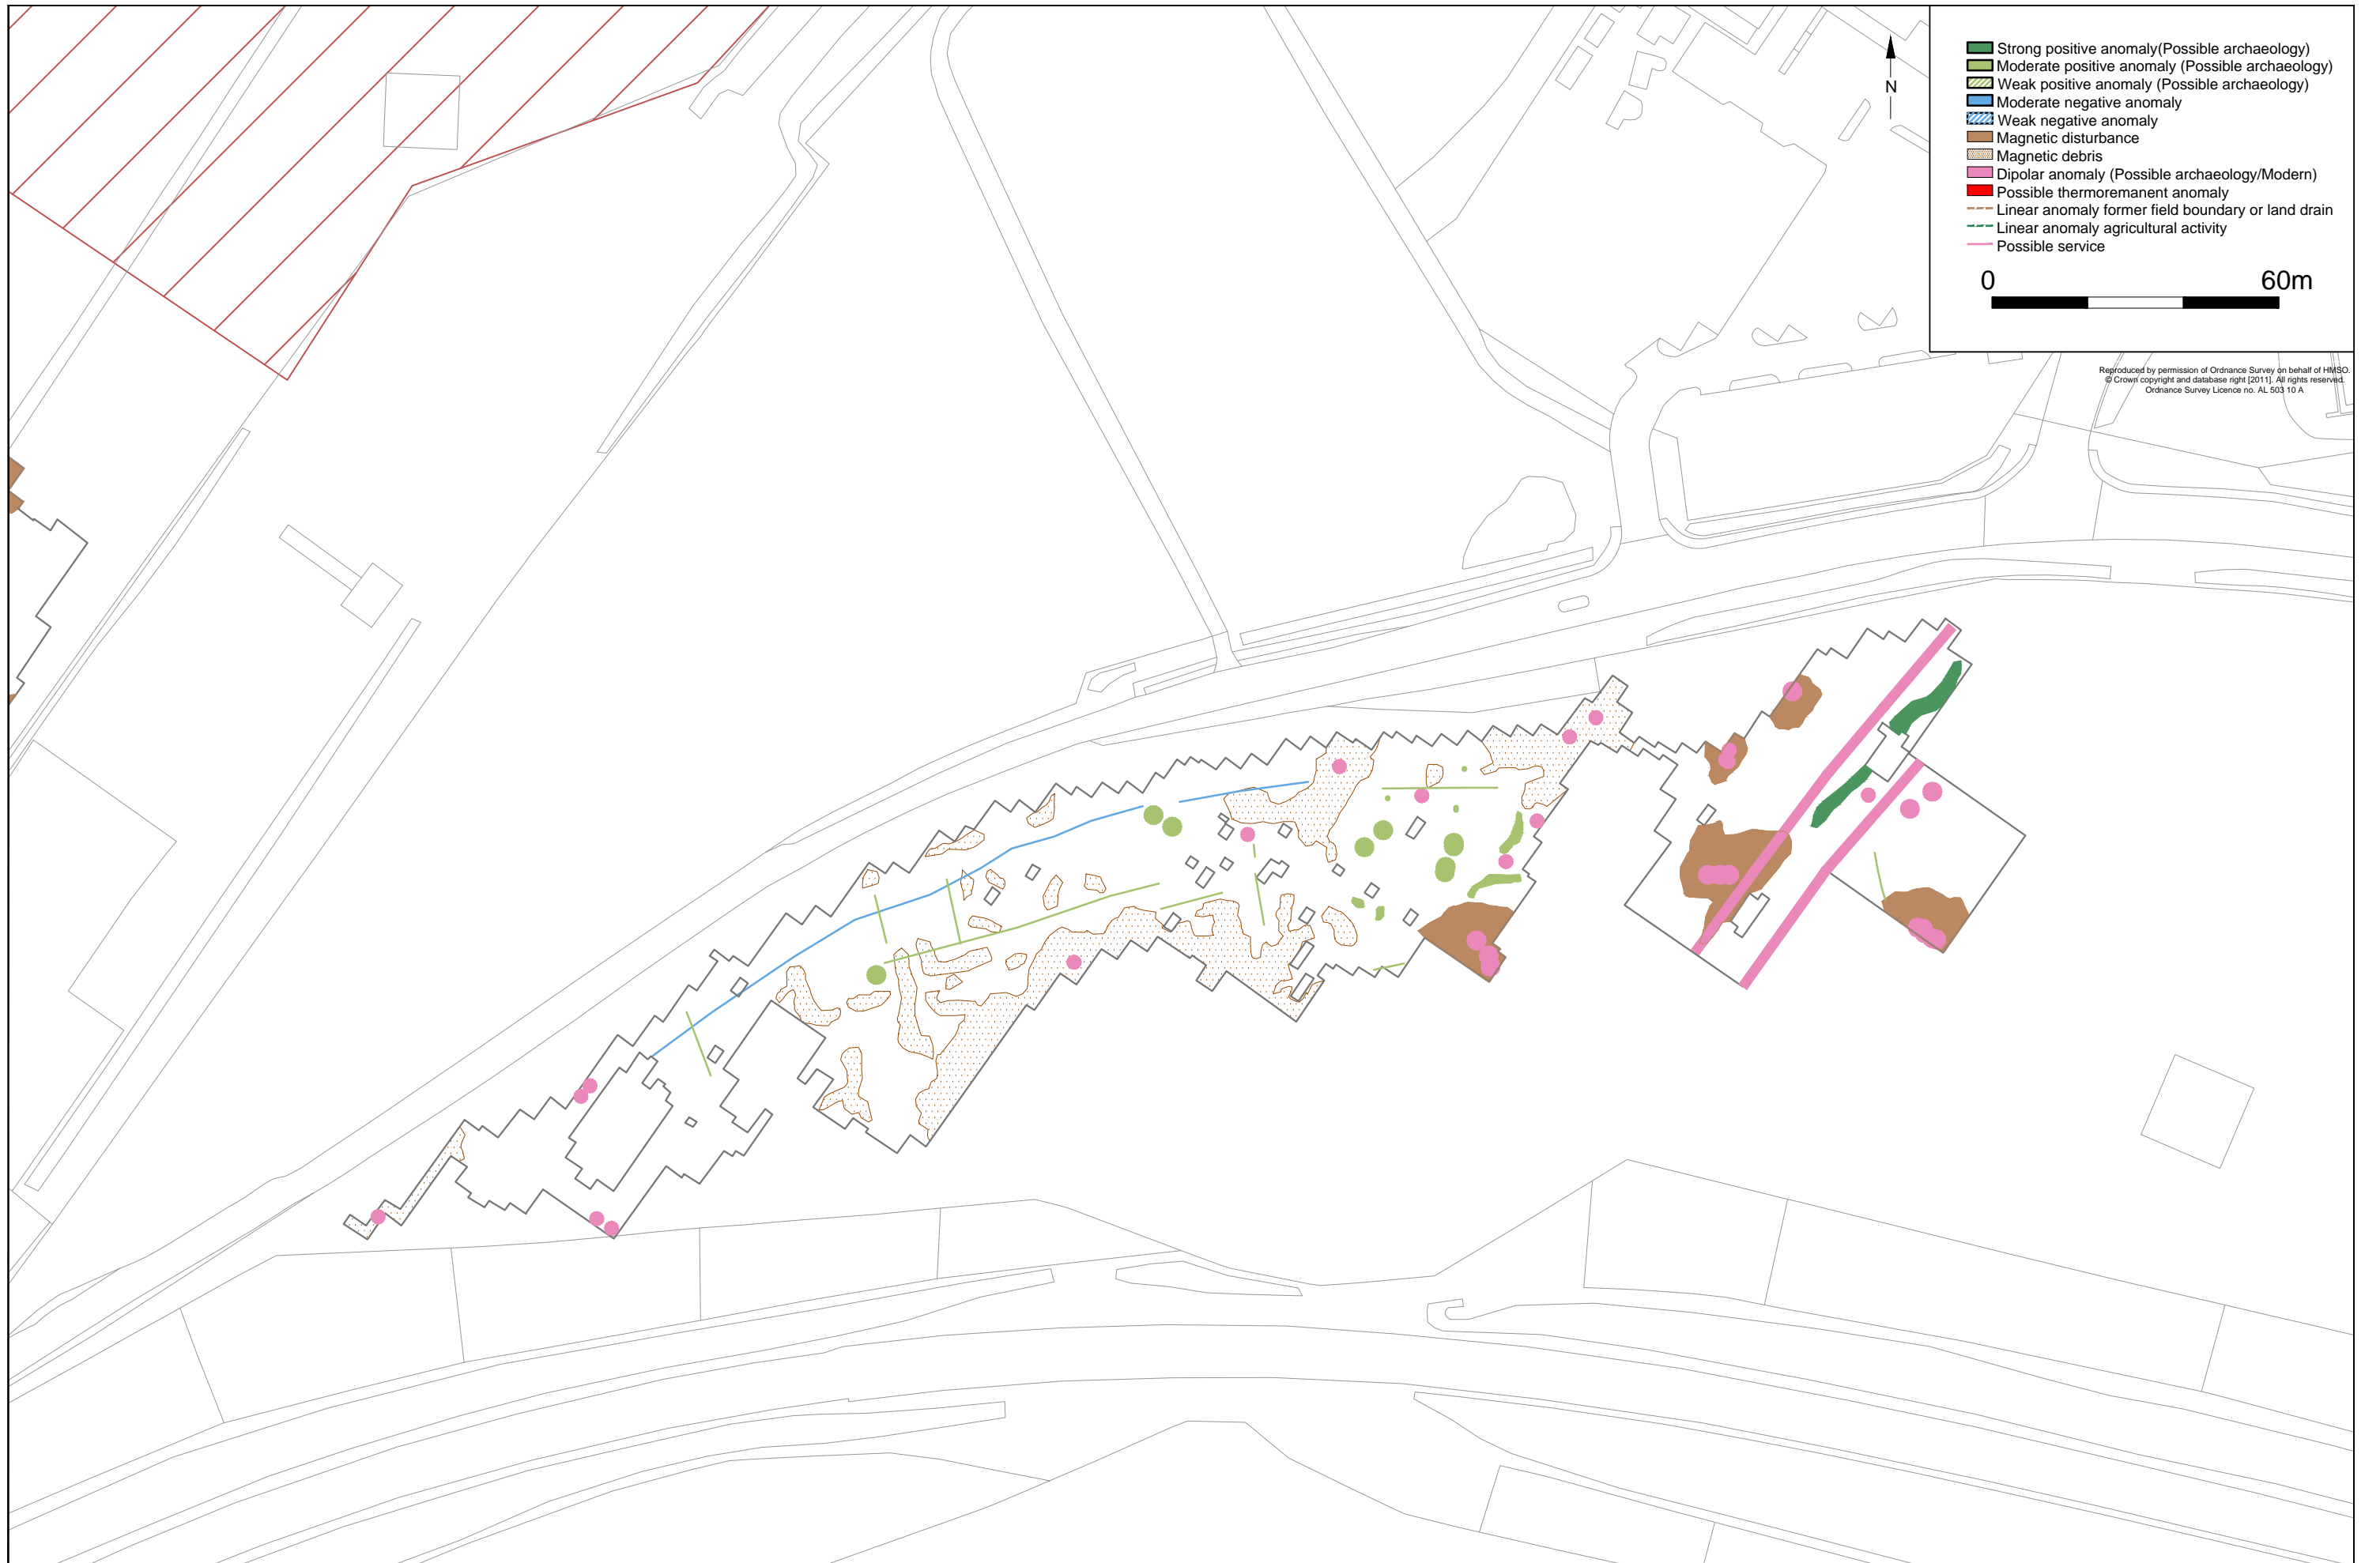 Strong positive anomaly(Possible archaeology)
Moderate positive anomaly (Possible archaeology)
Weak positive anomaly (Possible archaeology)
N
Moderate negative anomaly
Weak negative anomaly
Magnetic disturbance
Magnetic debris
Dipolar anomaly (Possible archaeology/Modern)
Possible thermoremanent anomaly
Linear anomaly former field boundary or land drain
Linear anomaly agricultural activity
Possible service
0 60m
Reproduced by permission of Ordnance Survey on behalf of HMSO.
© Crown copyright and database right [2011]. All rights reserved.
Ordnance Survey Licence no. AL 503 10 A